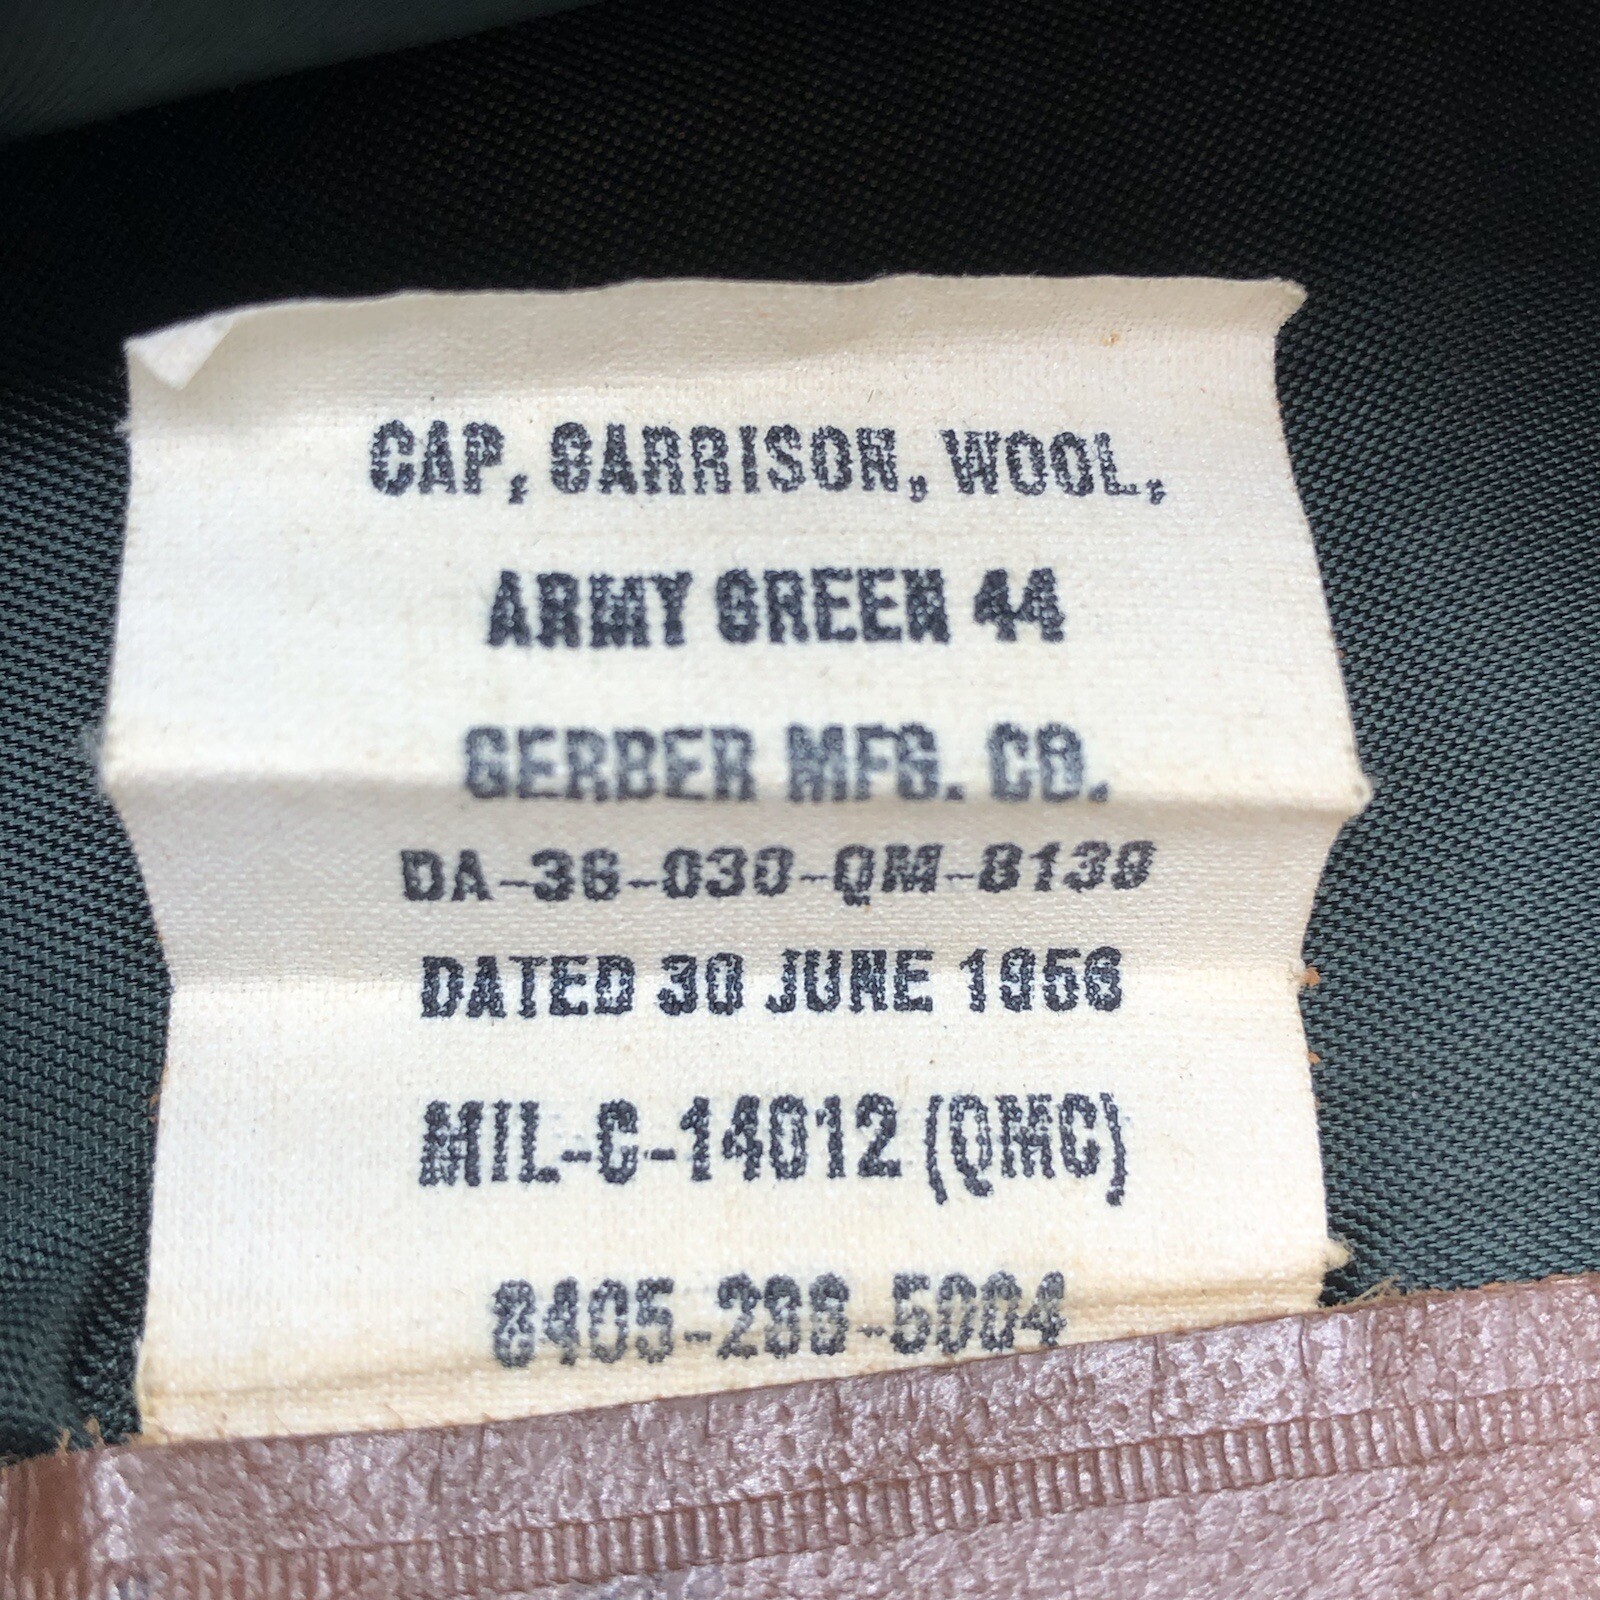 CAP, GARRISON, WOOL,
ARMY GREEN 44
GERBER MFG. CO.
DA-36-030-QM-8139
DATED 30 JUNE 1956
MIL-C-14012 (QMC)
8405-286-5004